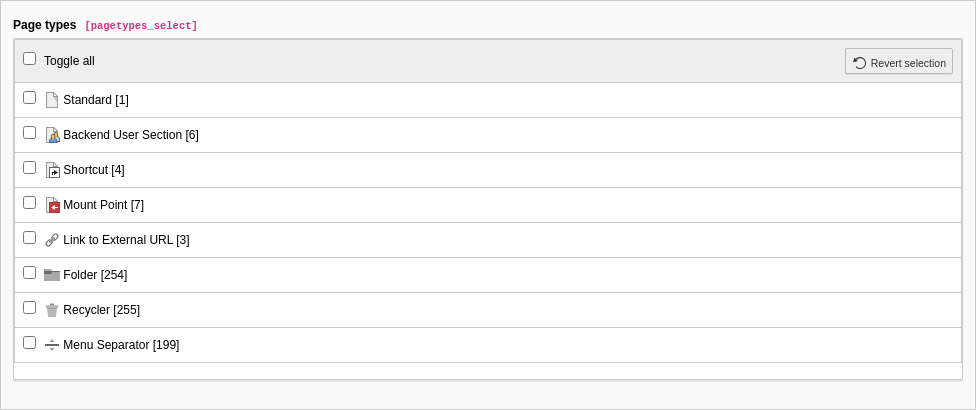 Page types [pagetypes_select]
Toggle all Revert selection
Standard [1]
Backend User Section [6]
Shortcut [4]
Mount Point [7]
Link to External URL [3]
Folder [254]
Recycler [255]
Menu Separator [199]